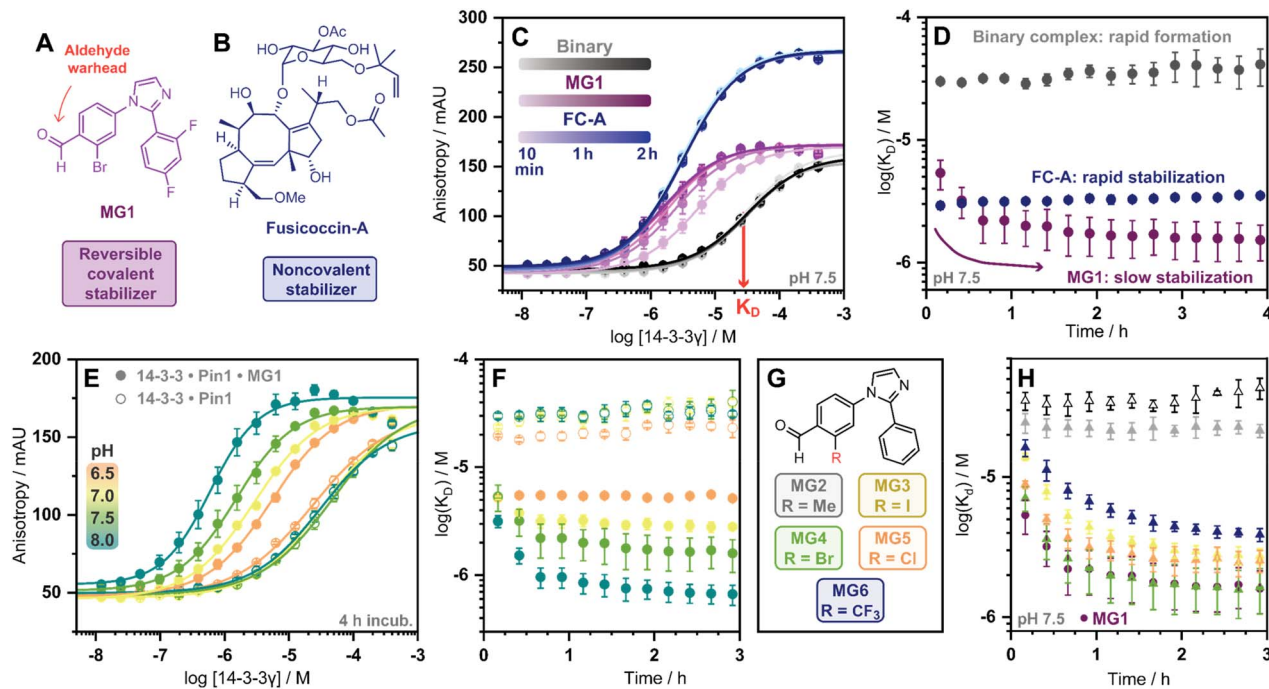 A
Aldehyde
warhead
O
H
Br
N
N
F
F
MG1
Reversible
covalent
stabilizer
B
OAc
HO
OH
O
O
O
O
HO
O
O
H
H
OH
OMe
Fusicoccin-A
Noncovalent
stabilizer
C
Anisotropy / mAU
300
250
200
150
100
50
Binary
MG1
FC-A
10
min
1h
2h
pH 7.5
K_D
-8
-7
-6
-5
-4
-3
log [14-3-3γ] / M
D
log(K_D) / M
-4
-5
-6
Binary complex: rapid formation
FC-A: rapid stabilization
MG1: slow stabilization
pH 7.5
0
1
2
3
4
Time / h
E
Anisotropy / mAU
200
150
100
50
14-3-3 • Pin1 • MG1
14-3-3 • Pin1
pH
6.5
7.0
7.5
8.0
4 h incub.
-8
-7
-6
-5
-4
-3
log [14-3-3γ] / M
F
log(K_D) / M
-4
-5
-6
0
1
2
3
Time / h
G
O
H
R
N
N
MG2
R = Me
MG3
R = I
MG4
R = Br
MG5
R = Cl
MG6
R = CF₃
H
log(K_d) / M
-5
-6
pH 7.5
MG1
0
1
2
3
Time / h